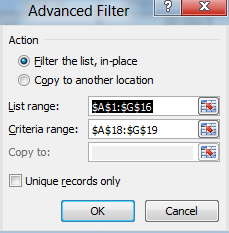 Advanced Filter
?
Action
Filter the list, in-place
Copy to another location
List range: $A$1:$G$16
Criteria range: $A$18:$G$19
Copy to:
Unique records only
OK Cancel